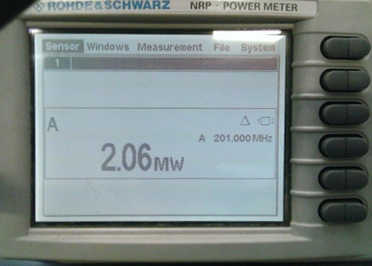 ROHDE&SCHWARZ NRP - POWER METER
Sensor Windows Measurement File System
1
A
A 201.000 MHz
2.06 MW